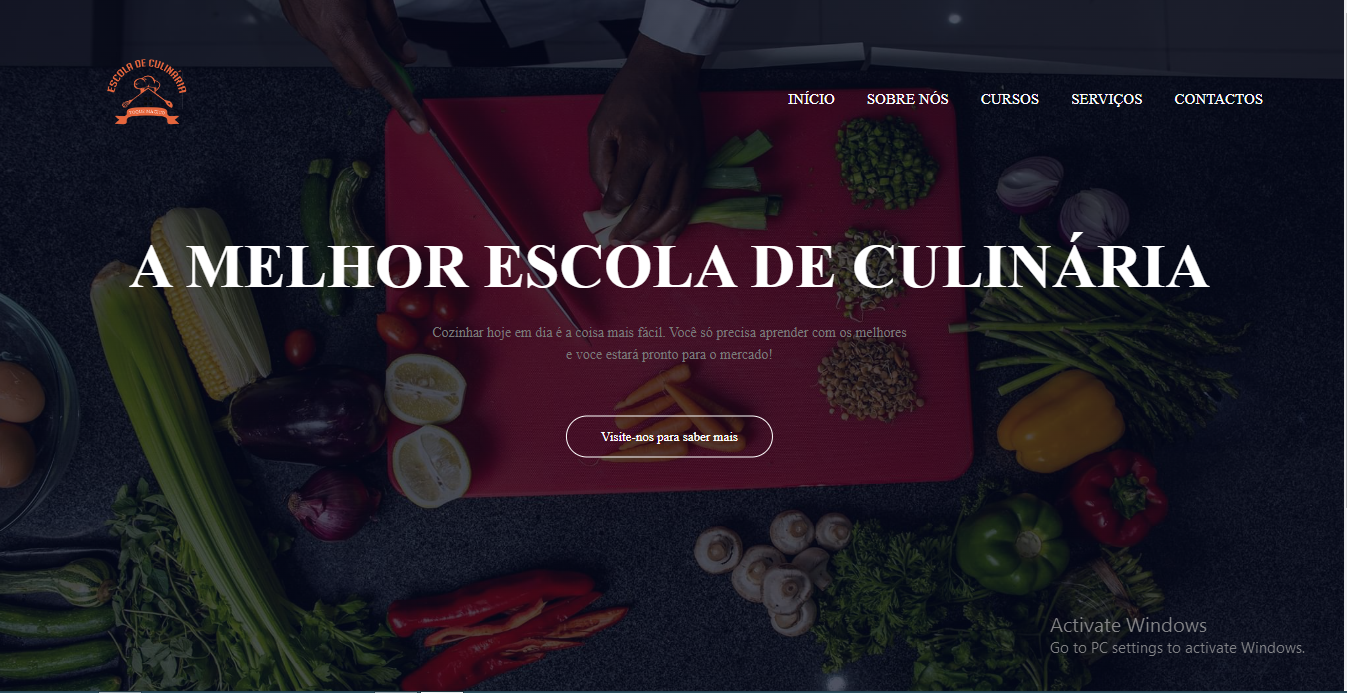 ESCOLA DE CULINÁRIA
INÍCIO SOBRE NÓS CURSOS SERVIÇOS CONTACTOS
A MELHOR ESCOLA DE CULINÁRIA
Cozinhar hoje em dia é a coisa mais fácil. Você só precisa aprender com os melhores
e voce estará pronto para o mercado!
Visite-nos para saber mais
Activate Windows
Go to PC settings to activate Windows.